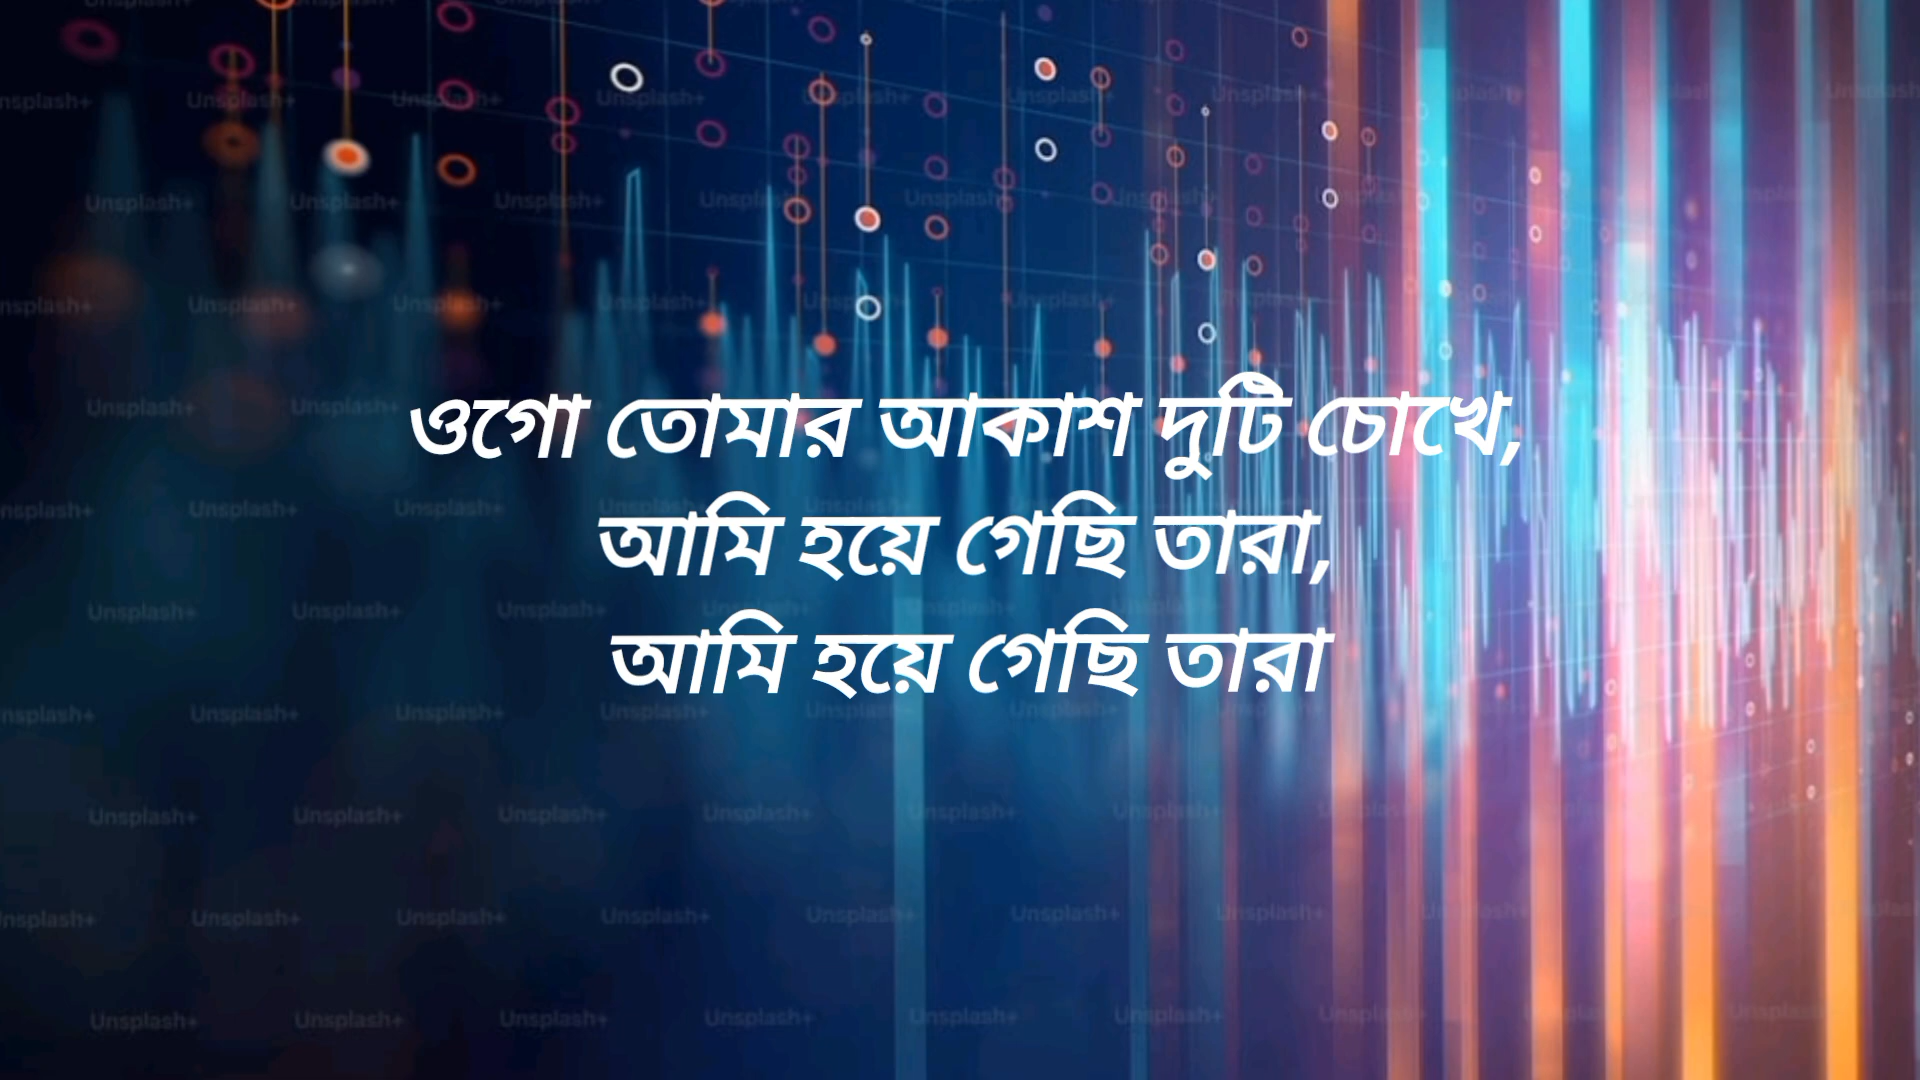 ওগো তোমার আকাশ দুটি চোখে,
আমি হয়ে গেছি তারা,
আমি হয়ে গেছি তারা